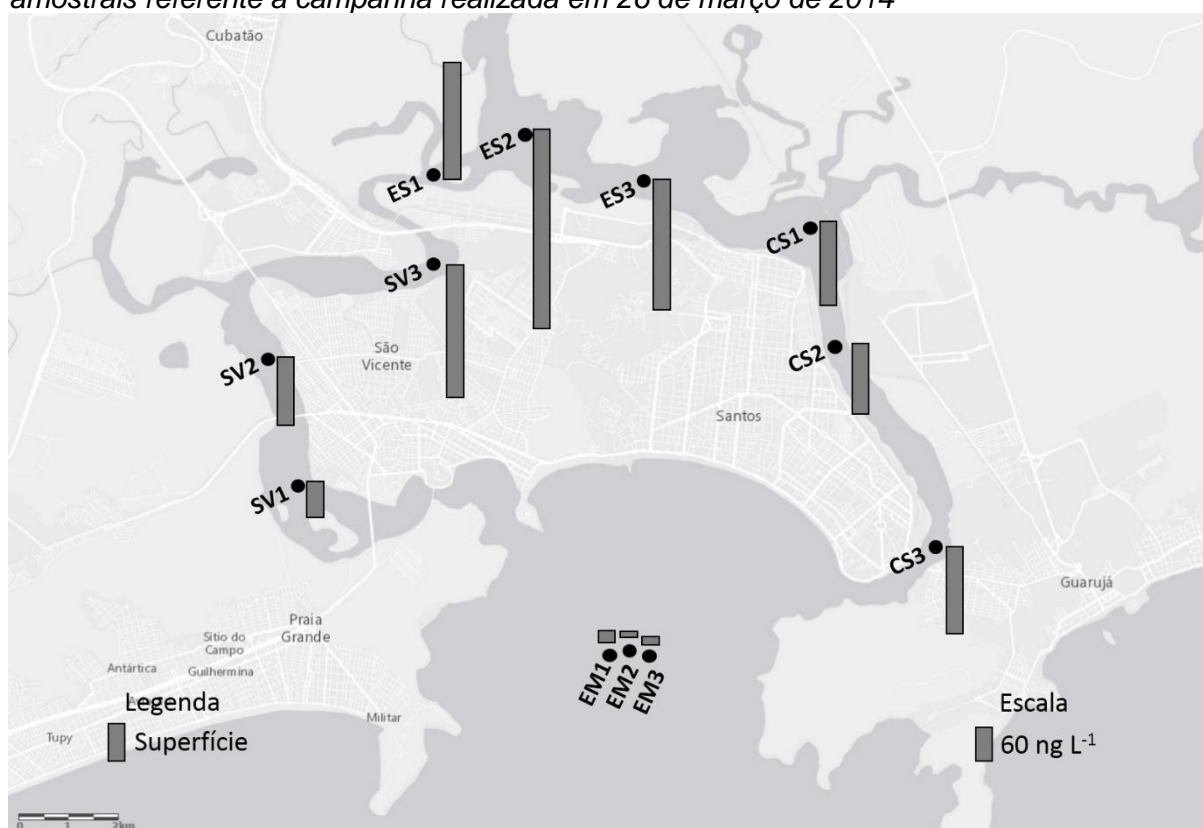 amostrais referente à campanha realizada em 26 de março de 2014
Cubatão
ES1
ES2
ES3
CS1
SV3
CS2
São
Vicente
SV2
Santos
SV1
CS3
Guarujá
Praia
Grande
Sítio do
Campo
Antártica
Guilhermina
EM1
EM2
EM3
Legenda
Militar
Escala
Tupy
Superfície
60 ng L⁻¹
0 1 2km